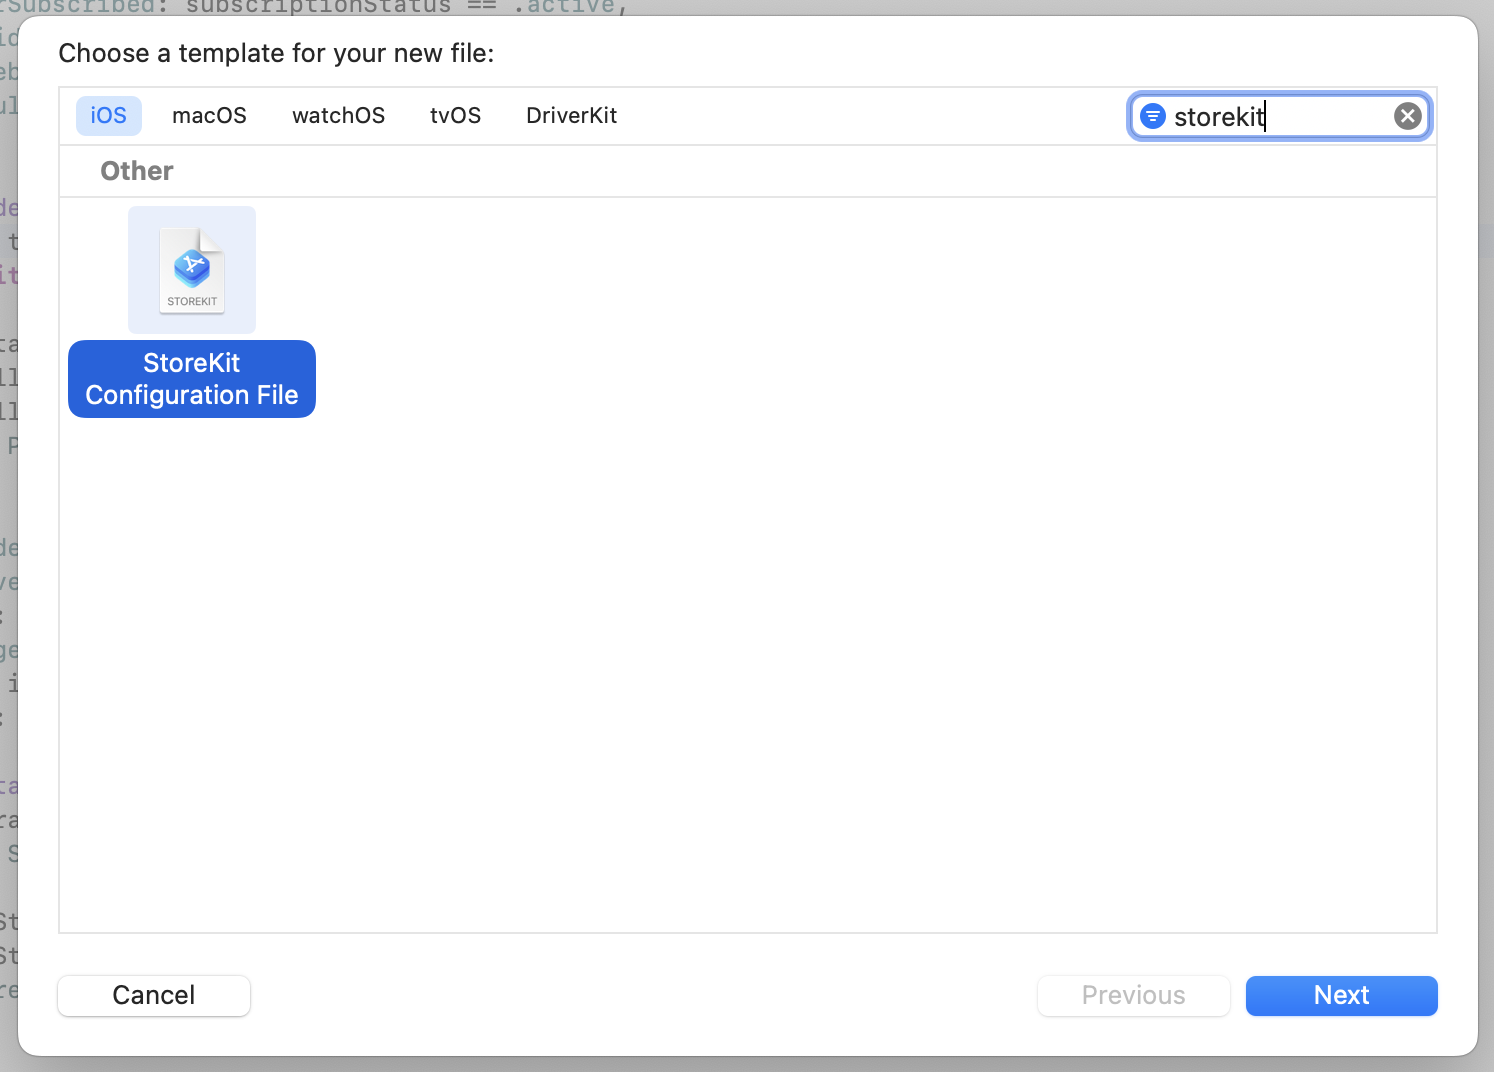 rSubscribed: subscriptionStatus == .active,
Choose a template for your new file:
iOS macOS watchOS tvOS DriverKit storekit
Other
STOREKIT
StoreKit
Configuration File
Cancel Previous Next